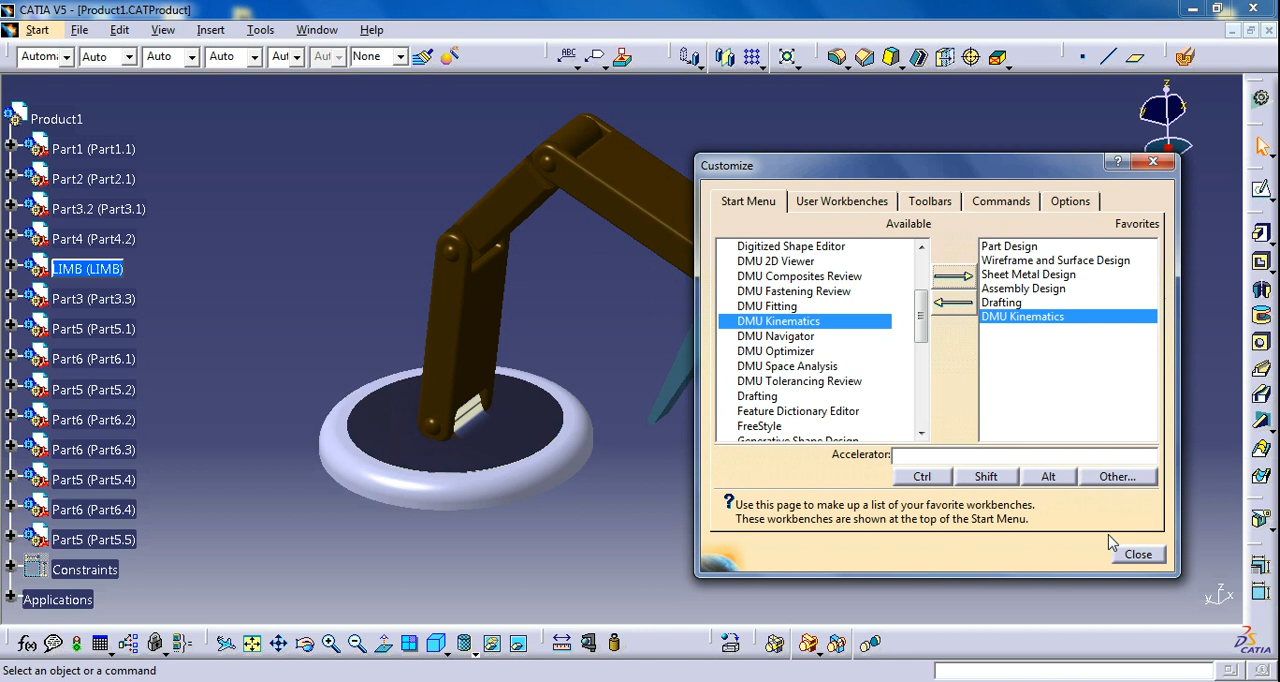 CATIA V5 - [Product1.CATProduct]
Start File Edit View Insert Tools Window Help
Automa Auto Auto Auto Aut Aut None ABC
Product1
Part1 (Part1.1)
Part2 (Part2.1)
Part3.2 (Part3.1)
Part4 (Part4.2)
LIMB (LIMB)
Part3 (Part3.3)
Part5 (Part5.1)
Part6 (Part6.1)
Part5 (Part5.2)
Part6 (Part6.2)
Part6 (Part6.3)
Part5 (Part5.4)
Part6 (Part6.4)
Part5 (Part5.5)
Constraints
Applications
z
Customize
Start Menu User Workbenches Toolbars Commands Options
Available Favorites
Digitized Shape Editor
DMU 2D Viewer
DMU Composites Review
DMU Fastening Review
DMU Fitting
DMU Kinematics
DMU Navigator
DMU Optimizer
DMU Space Analysis
DMU Tolerancing Review
Drafting
Feature Dictionary Editor
FreeStyle
Generative Shape Design
Part Design
Wireframe and Surface Design
Sheet Metal Design
Assembly Design
Drafting
DMU Kinematics
Accelerator:
Ctrl Shift Alt Other...
Use this page to make up a list of your favorite workbenches.
These workbenches are shown at the top of the Start Menu.
Close
z
y x
f(x)
CATIA
Select an object or a command